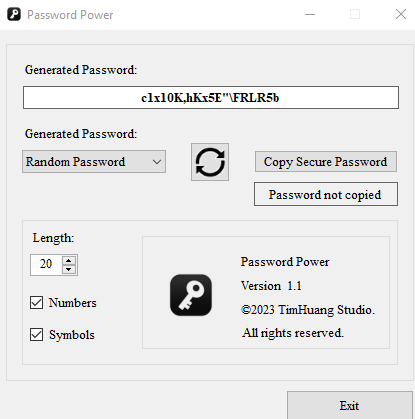 Password Power
Generated Password:
c1x10K,hKx5E"\FRLR5b
Generated Password:
Random Password
Copy Secure Password
Password not copied
Length:
20
Numbers
Symbols
Password Power
Version 1.1
©2023 TimHuang Studio.
All rights reserved.
Exit